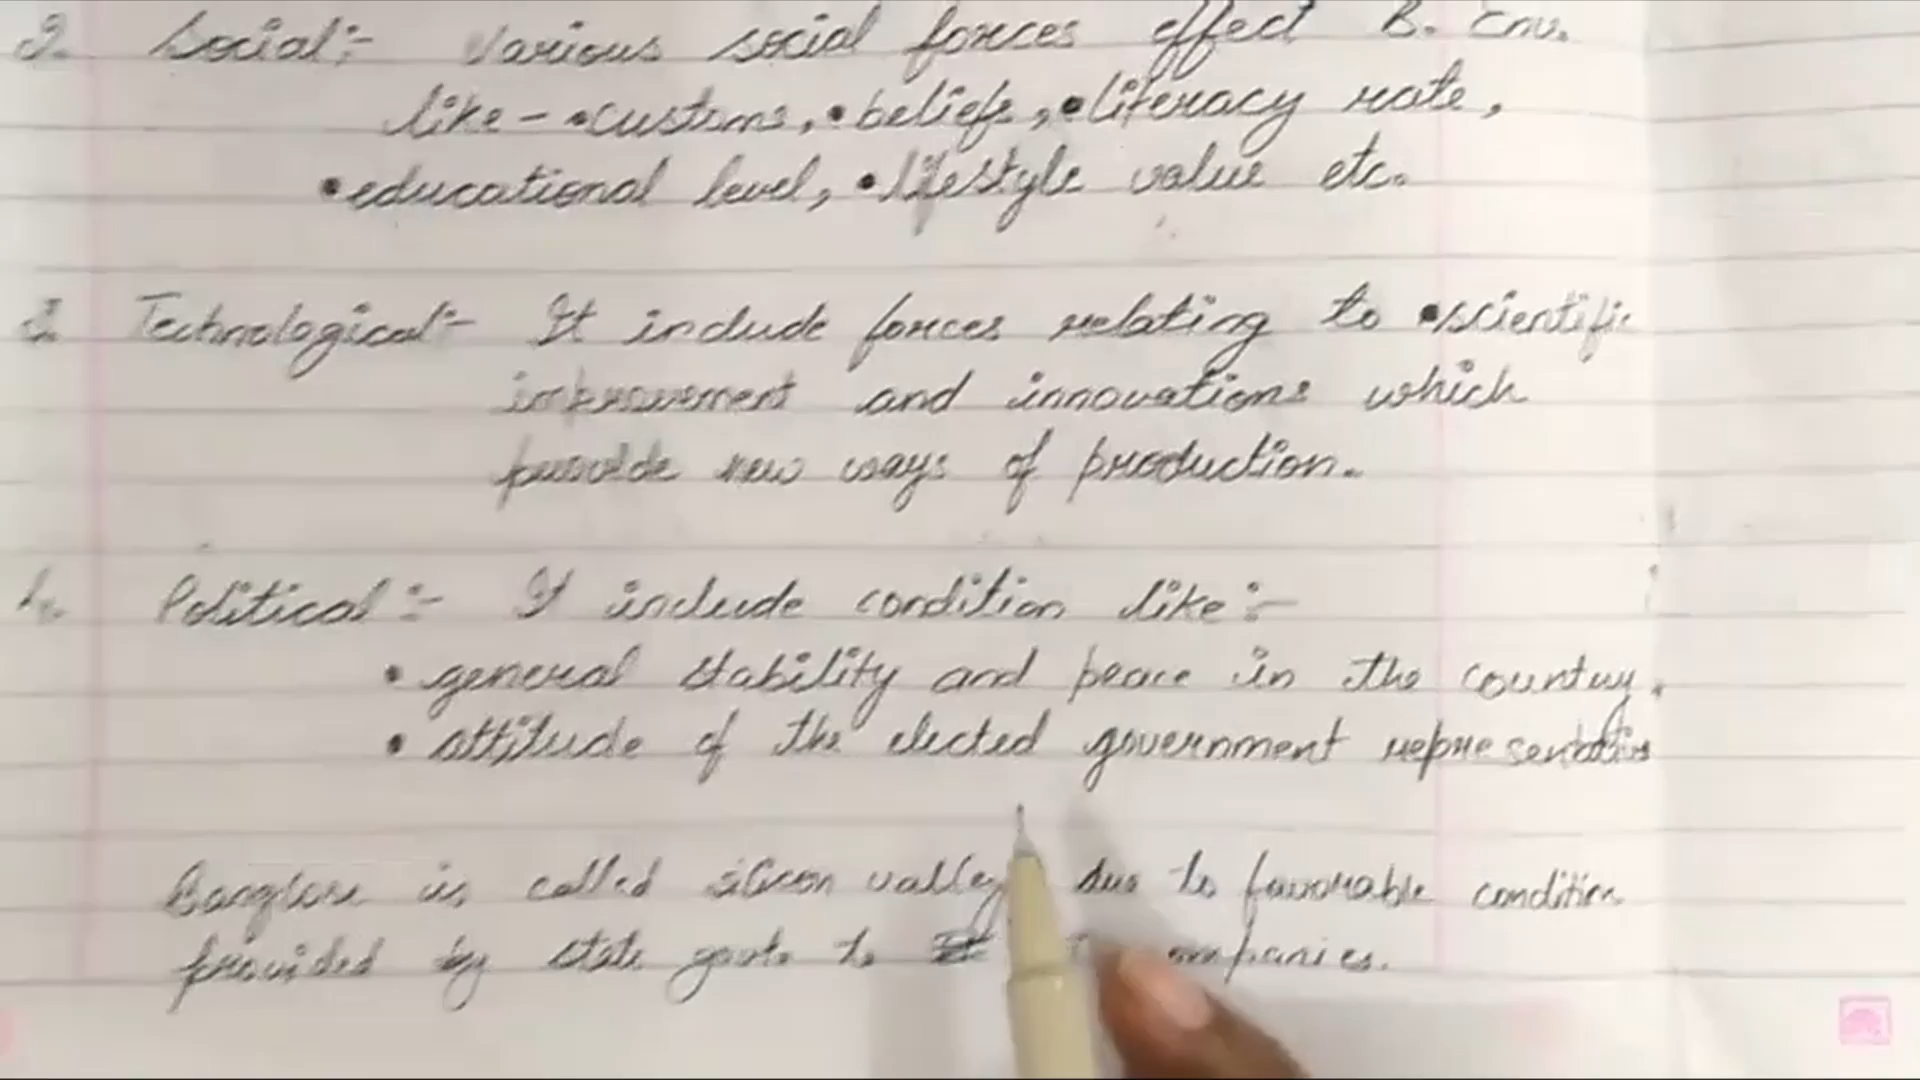 2. Social:- Various social forces effect B. Env.
like - •customs, •beliefs, •literacy rate,
•educational level, •lifestyle value etc.
Technological:- It include forces relating to •scientific
improvement and innovations which
provide new ways of production.
Political:- It include condition like:-
• general stability and peace in the country.
• attitude of the elected government representatives
Banglore is called silicon valley due to favorable condition
provided by state govt. to companies.